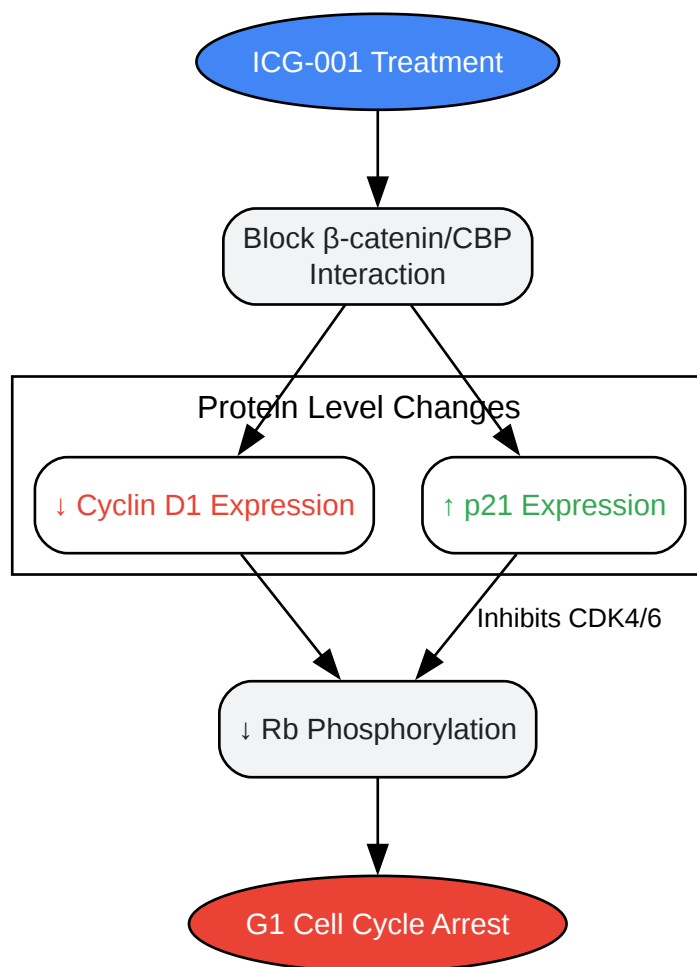 ICG-001 Treatment
Block β-catenin/CBP
Interaction
Protein Level Changes
↓ Cyclin D1 Expression
↑ p21 Expression
Inhibits CDK4/6
↓ Rb Phosphorylation
G1 Cell Cycle Arrest